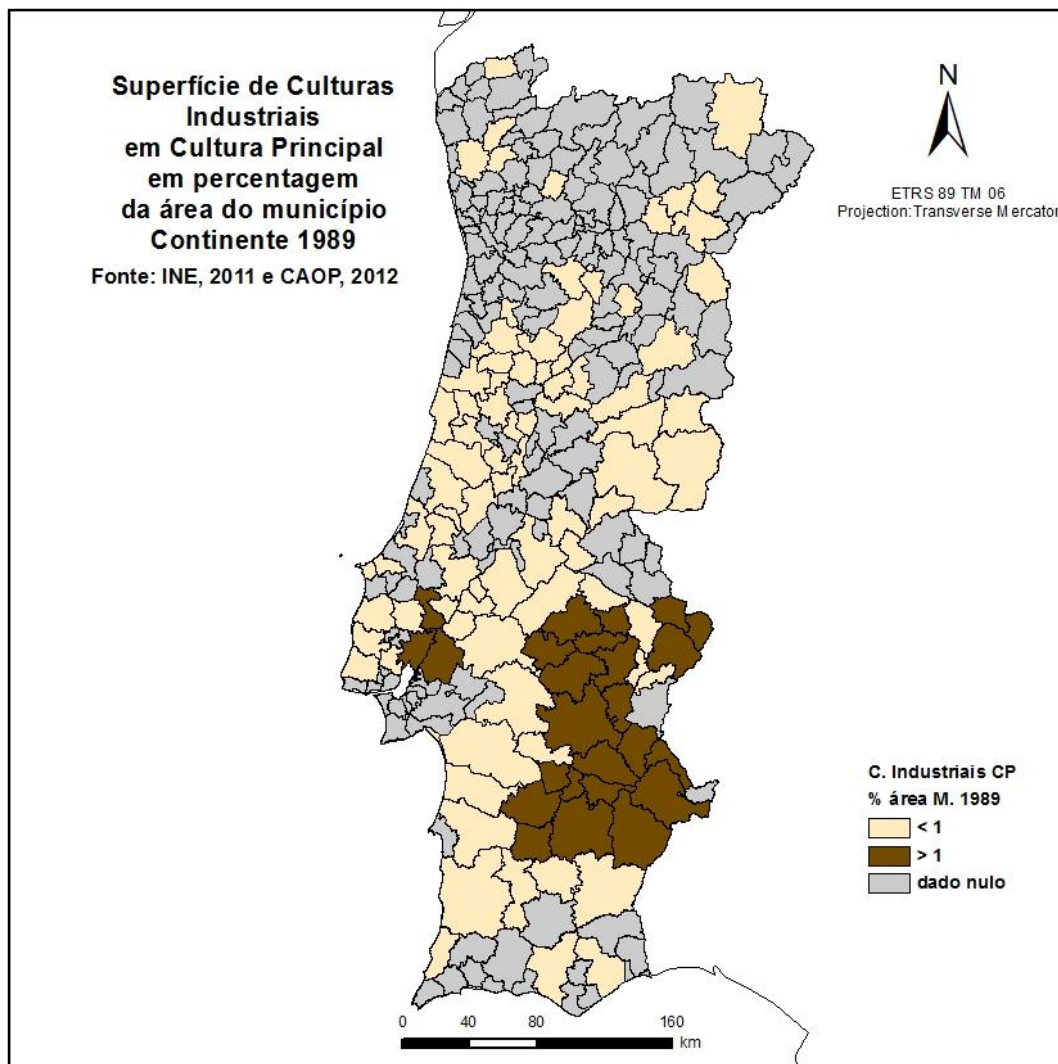 Superfície de Culturas
Industriais
em Cultura Principal
em percentagem
da área do município
Continente 1989
Fonte: INE, 2011 e CAOP, 2012
N
ETRS 89 TM 06
Projection: Transverse Mercator
C. Industriais CP
% área M. 1989
< 1
> 1
dado nulo
0 40 80 160
km